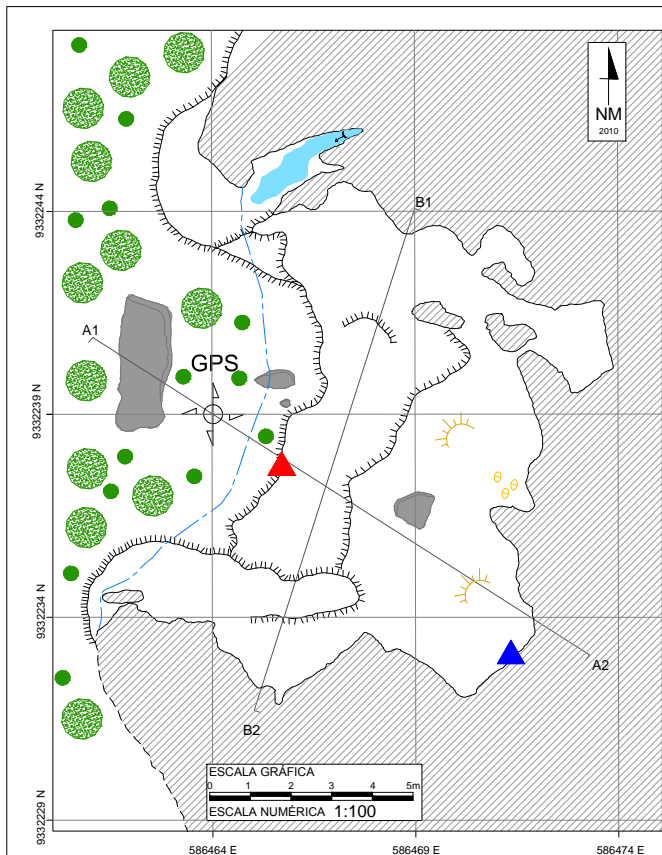 NM
2010
9332244 N
B1
A1
GPS
9332239 N
9332234 N
A2
B2
ESCALA GRÁFICA
0 1 2 3 4 5m
ESCALA NUMÉRICA 1:100
9332229 N
586464 E 586469 E 586474 E